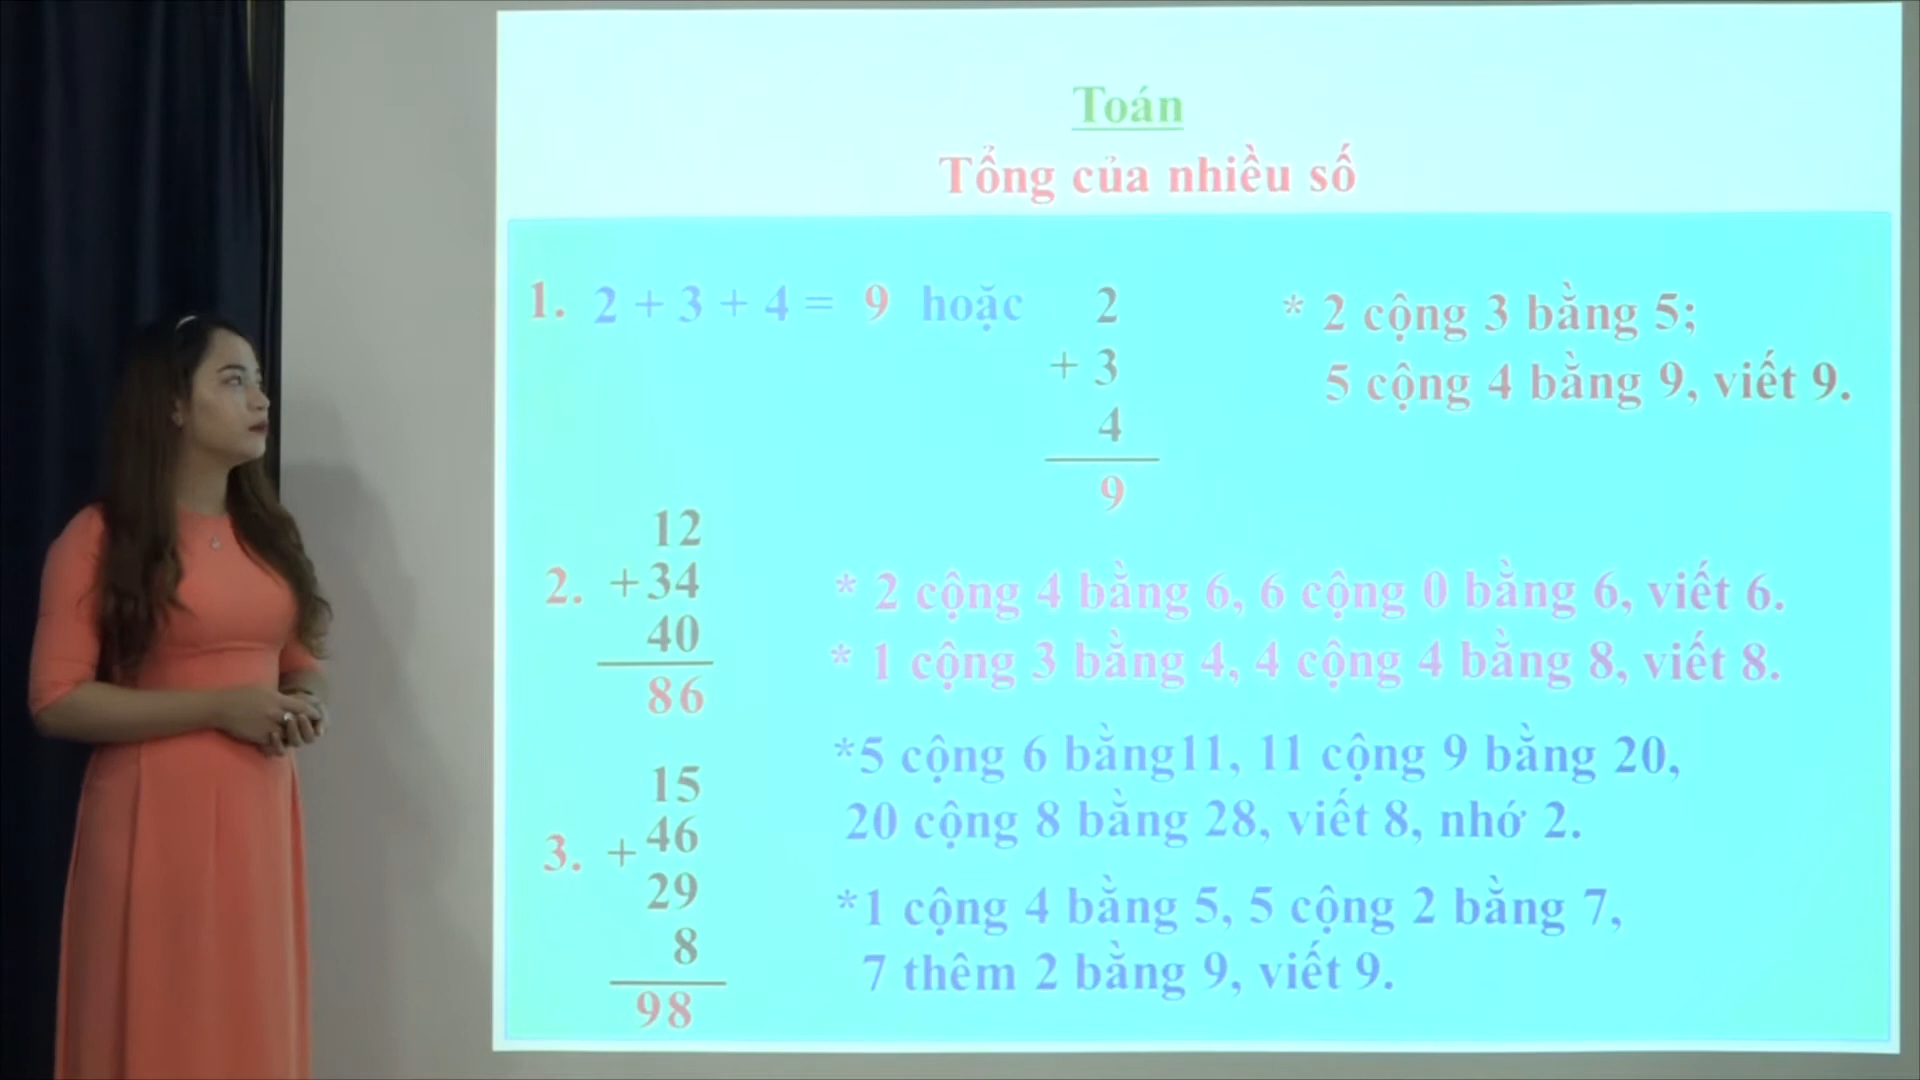 Toán
Tổng của nhiều số
1. 2 + 3 + 4 = 9 hoặc
2
+ 3
4
9
* 2 cộng 3 bằng 5;
5 cộng 4 bằng 9, viết 9.
2.
12
+ 34
40
86
* 2 cộng 4 bằng 6, 6 cộng 0 bằng 6, viết 6.
* 1 cộng 3 bằng 4, 4 cộng 4 bằng 8, viết 8.
3.
15
+ 46
29
8
98
*5 cộng 6 bằng11, 11 cộng 9 bằng 20,
20 cộng 8 bằng 28, viết 8, nhớ 2.
*1 cộng 4 bằng 5, 5 cộng 2 bằng 7,
7 thêm 2 bằng 9, viết 9.